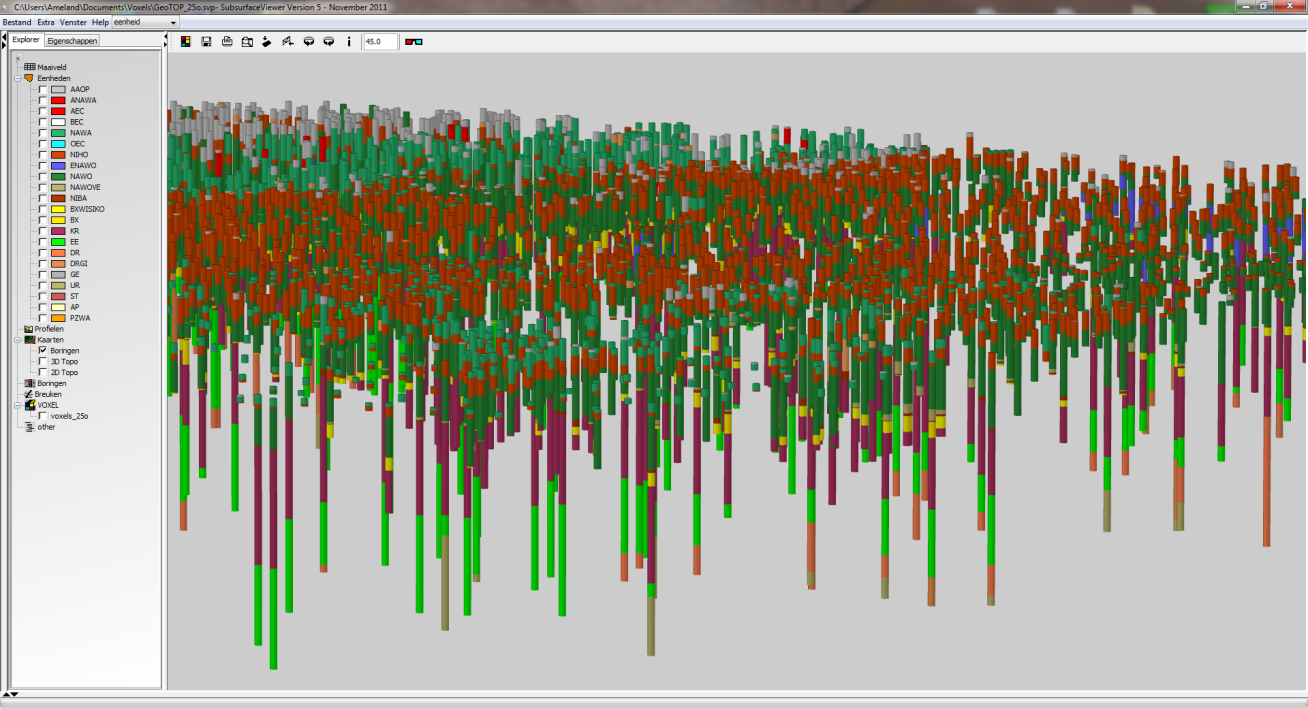 C:\Users\Ameland\Documents\Voxels\GeoTOP_25o.svp- SubsurfaceViewer Version 5 - November 2011
Bestand Extra Venster Help eenheid
Explorer Eigenschappen
45.0
Maaiveld
Eenheden
AAOP
ANAWA
AEC
BEC
NAWA
OEC
NIHO
ENAWO
NAWO
NAWOVE
NIBA
BXWISIKO
BX
KR
EE
DR
DRGI
GE
UR
ST
AP
PZWA
Profielen
Kaarten
Boringen
3D Topo
2D Topo
Boringen
Breuken
VOXEL
voxels_25o
other